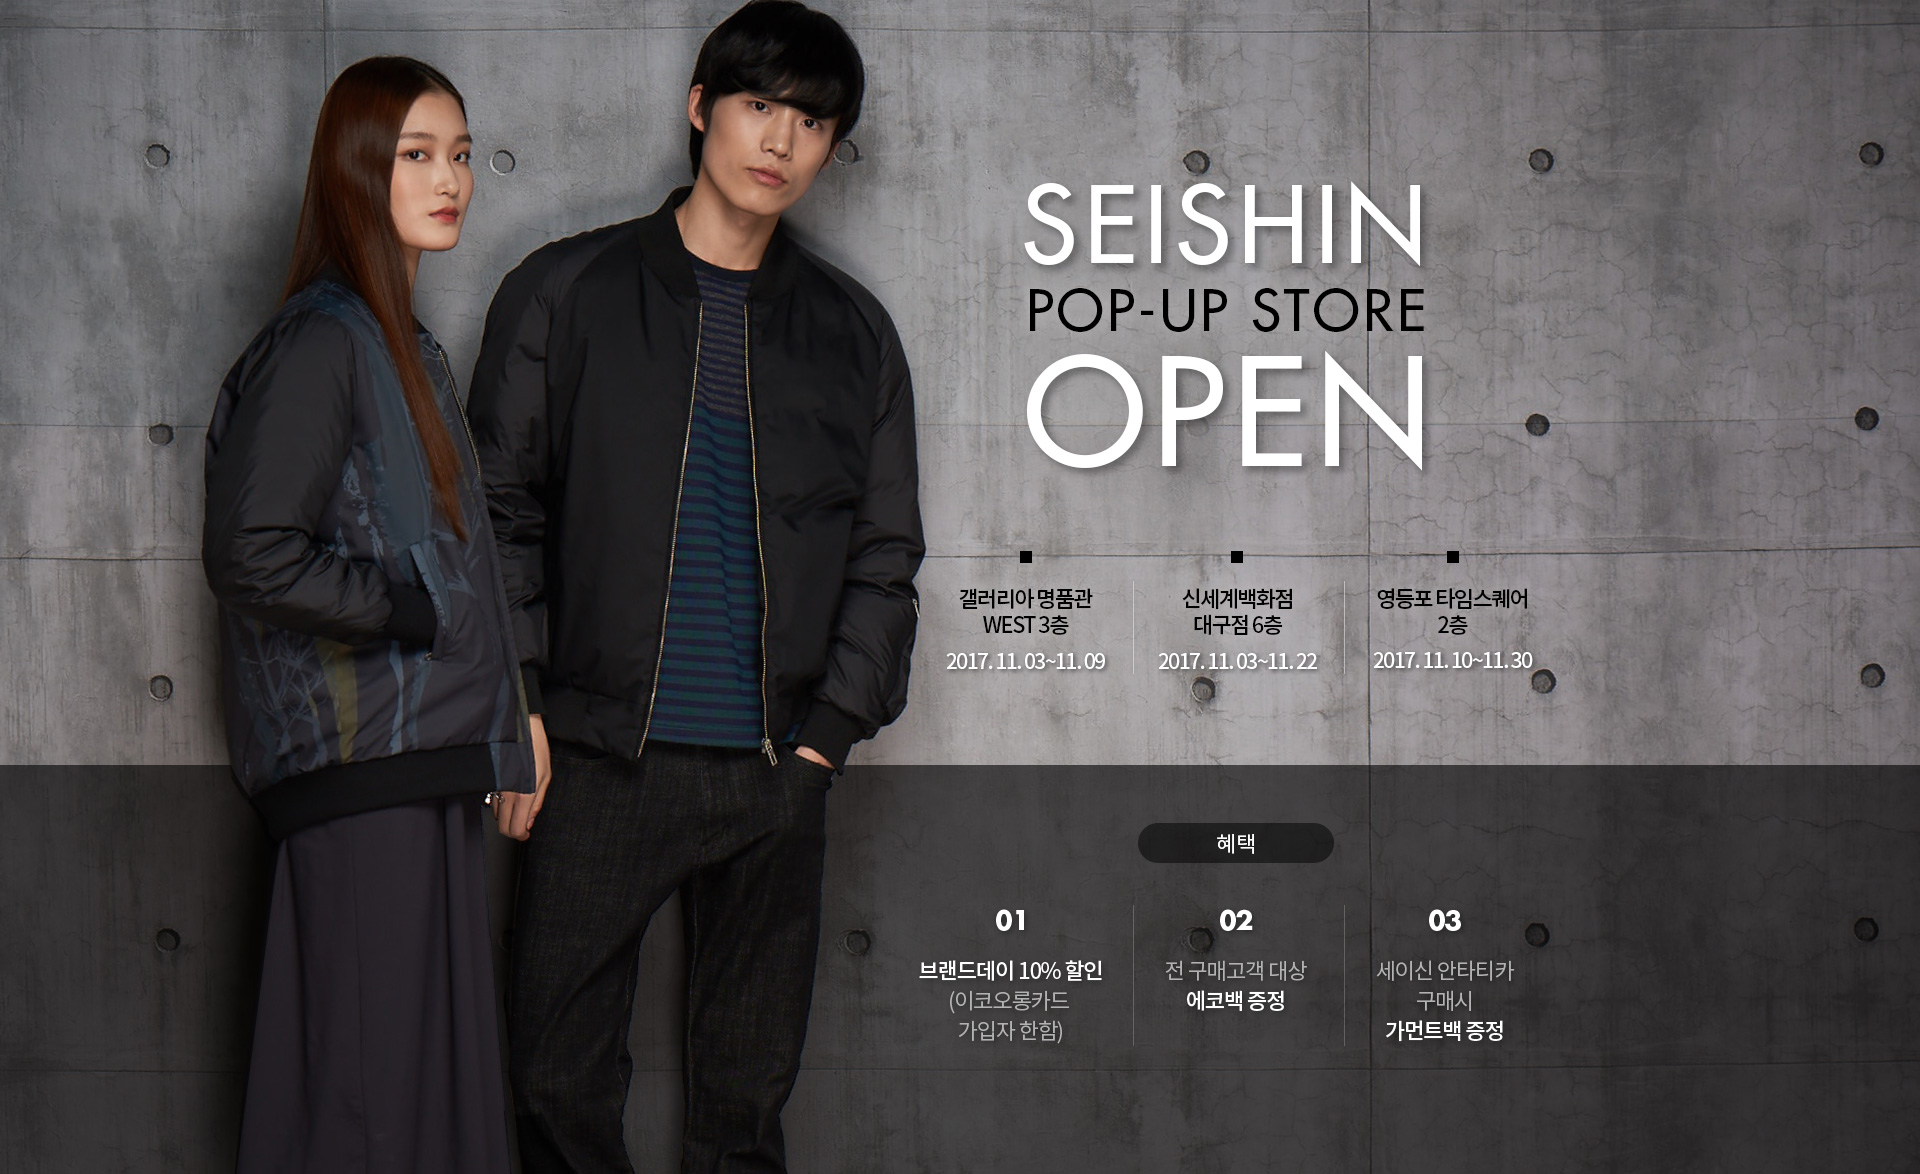 SEISHIN
POP-UP STORE
OPEN
갤러리아 명품관
WEST 3층
2017. 11. 03~11. 09
신세계백화점
대구점 6층
2017. 11. 03~11. 22
영등포 타임스퀘어
2층
2017. 11. 10~11. 30
혜택
01
브랜드데이 10% 할인
(이코오롱카드
가입자 한함)
02
전 구매고객 대상
에코백 증정
03
세이신 안타티카
구매시
가먼트백 증정